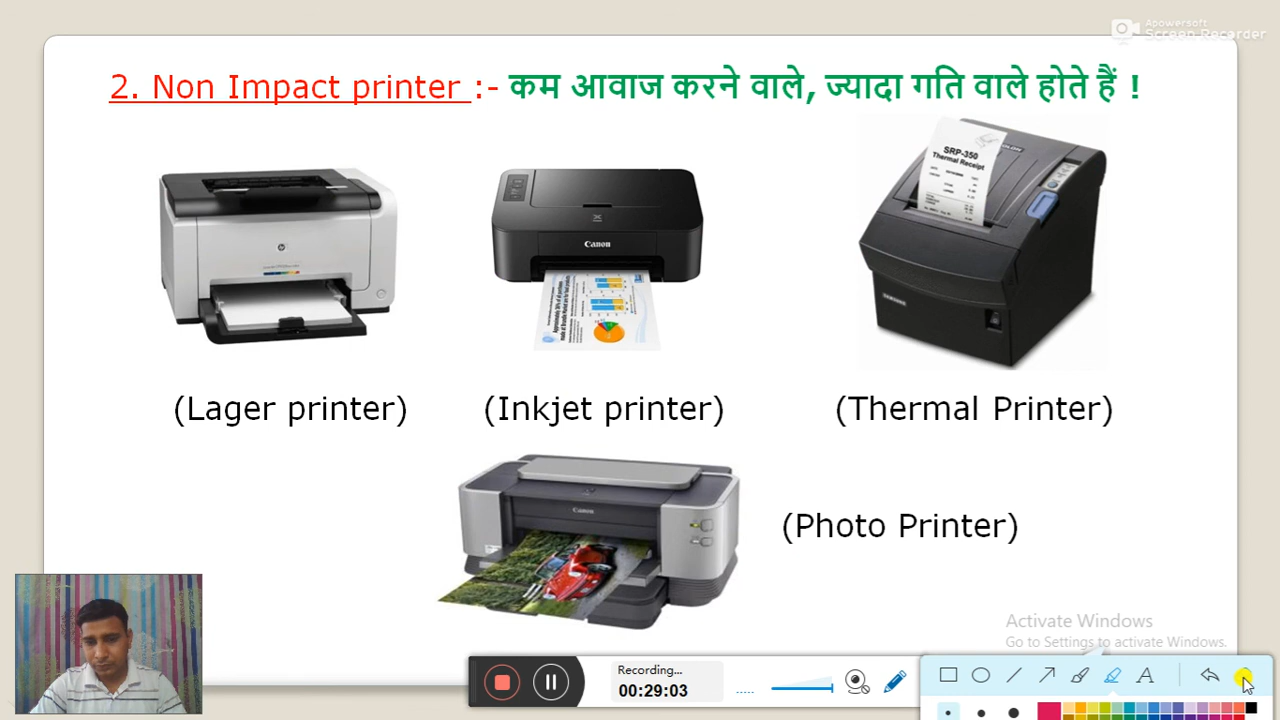 Apowersoft
Screen Recorder
2. Non Impact printer :- कम आवाज करने वाले, ज्यादा गति वाले होते हैं !
SRP-350
Thermal Receipt
Canon
(Lager printer)
(Inkjet printer)
(Thermal Printer)
Canon
(Photo Printer)
Activate Windows
Go to Settings to activate Windows.
Recording...
00:29:03
A